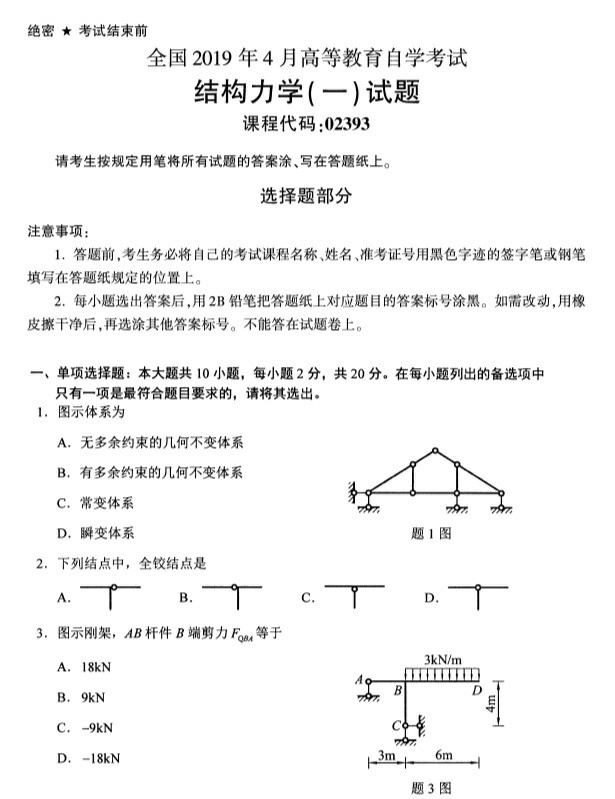 绝密 ★ 考试结束前
全国 2019 年 4 月高等教育自学考试
结构力学(一)试题
课程代码:02393
请考生按规定用笔将所有试题的答案涂、写在答题纸上。
选择题部分
注意事项:
1. 答题前,考生务必将自己的考试课程名称、姓名、准考证号用黑色字迹的签字笔或钢笔
填写在答题纸规定的位置上。
2. 每小题选出答案后,用 2B 铅笔把答题纸上对应题目的答案标号涂黑。如需改动,用橡
皮擦干净后,再选涂其他答案标号。不能答在试题卷上。
一、单项选择题:本大题共 10 小题,每小题 2 分,共 20 分。在每小题列出的备选项中
只有一项是最符合题目要求的,请将其选出。
1. 图示体系为
A. 无多余约束的几何不变体系
B. 有多余约束的几何不变体系
C. 常变体系
D. 瞬变体系
题 1 图
2. 下列结点中,全铰结点是
A. B. C. D.
3. 图示刚架,AB 杆件 B 端剪力 FQBA 等于
A. 18kN
B. 9kN
C. –9kN
D. –18kN
3kN/m
A B D
C
4m
3m 6m
题 3 图